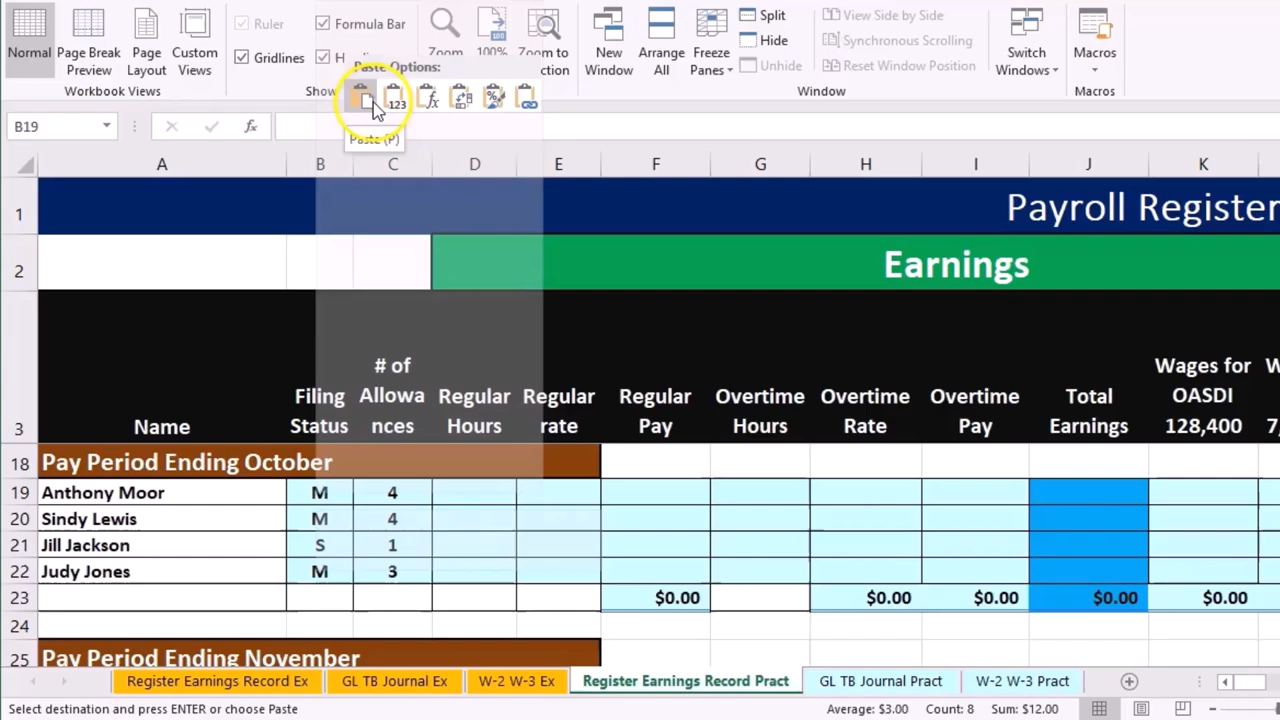 Normal Page Break Preview Page Layout Custom Views
Workbook Views
Ruler Formula Bar
Gridlines
Show
Zoom 100% Zoom to
New Window Arrange All Freeze Panes
Split
Hide
Unhide
View Side by Side
Synchronous Scrolling
Reset Window Position
Window
Switch Windows
Macros
Macros
Paste Options:
123 fx %
Paste (P)
B19 fx
A B C D E F G H I J K
1 Payroll Register
2 Earnings
3 Name Filing Status # of Allowa nces Regular Hours Regular rate Regular Pay Overtime Hours Overtime Rate Overtime Pay Total Earnings Wages for OASDI 128,400
18 Pay Period Ending October
19 Anthony Moor M 4
20 Sindy Lewis M 4
21 Jill Jackson S 1
22 Judy Jones M 3
23 $0.00 $0.00 $0.00 $0.00 $0.00
24
25 Pay Period Ending November
Register Earnings Record Ex GL TB Journal Ex W-2 W-3 Ex Register Earnings Record Pract GL TB Journal Pract W-2 W-3 Pract
Select destination and press ENTER or choose Paste Average: $3.00 Count: 8 Sum: $12.00